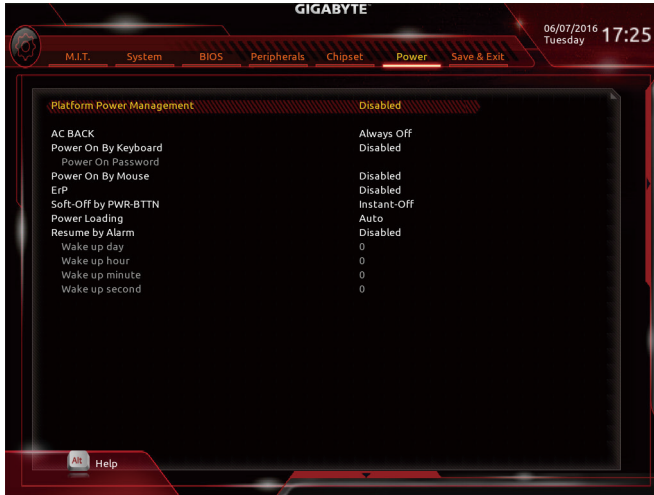 GIGABYTE™
06/07/2016 Tuesday 17:25
M.I.T. System BIOS Peripherals Chipset Power Save & Exit
Platform Power Management Disabled
AC BACK Always Off
Power On By Keyboard Disabled
Power On Password
Power On By Mouse Disabled
ErP Disabled
Soft-Off by PWR-BTTN Instant-Off
Power Loading Auto
Resume by Alarm Disabled
Wake up day 0
Wake up hour 0
Wake up minute 0
Wake up second 0
Alt Help